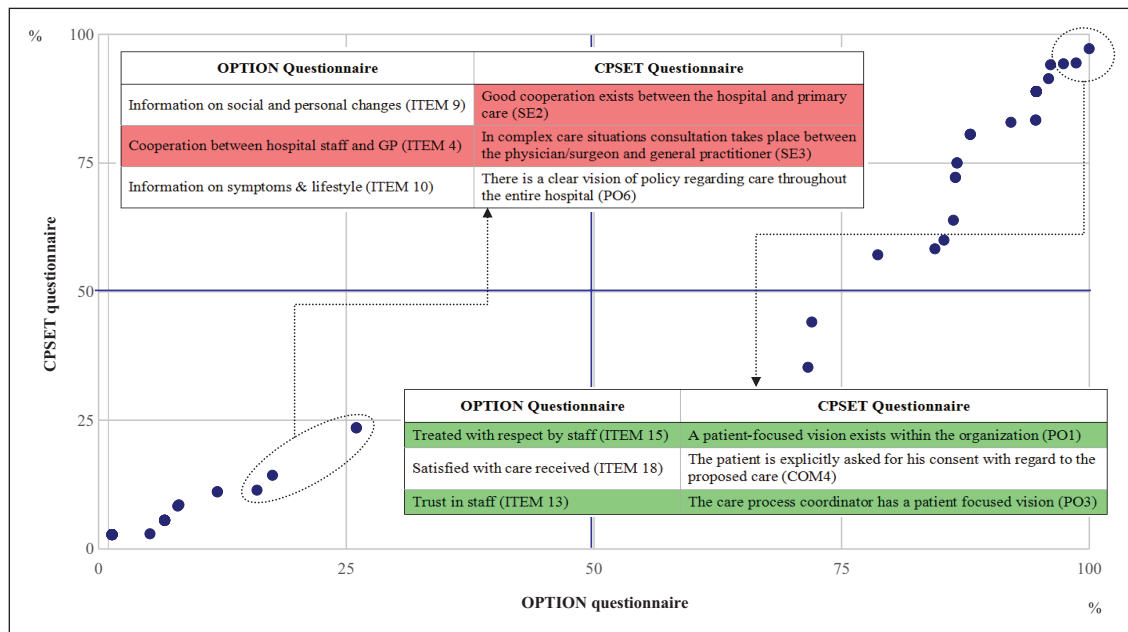 %
100
75
50
25
0
CPSET questionnaire
OPTION Questionnaire CPSET Questionnaire
Information on social and personal changes (ITEM 9) Good cooperation exists between the hospital and primary
care (SE2)
Cooperation between hospital staff and GP (ITEM 4) In complex care situations consultation takes place between
the physician/surgeon and general practitioner (SE3)
Information on symptoms & lifestyle (ITEM 10) There is a clear vision of policy regarding care throughout
the entire hospital (PO6)
OPTION Questionnaire CPSET Questionnaire
Treated with respect by staff (ITEM 15) A patient-focused vision exists within the organization (PO1)
Satisfied with care received (ITEM 18) The patient is explicitly asked for his consent with regard to the
proposed care (COM4)
Trust in staff (ITEM 13) The care process coordinator has a patient focused vision (PO3)
0 25 50 75 100
OPTION questionnaire
%